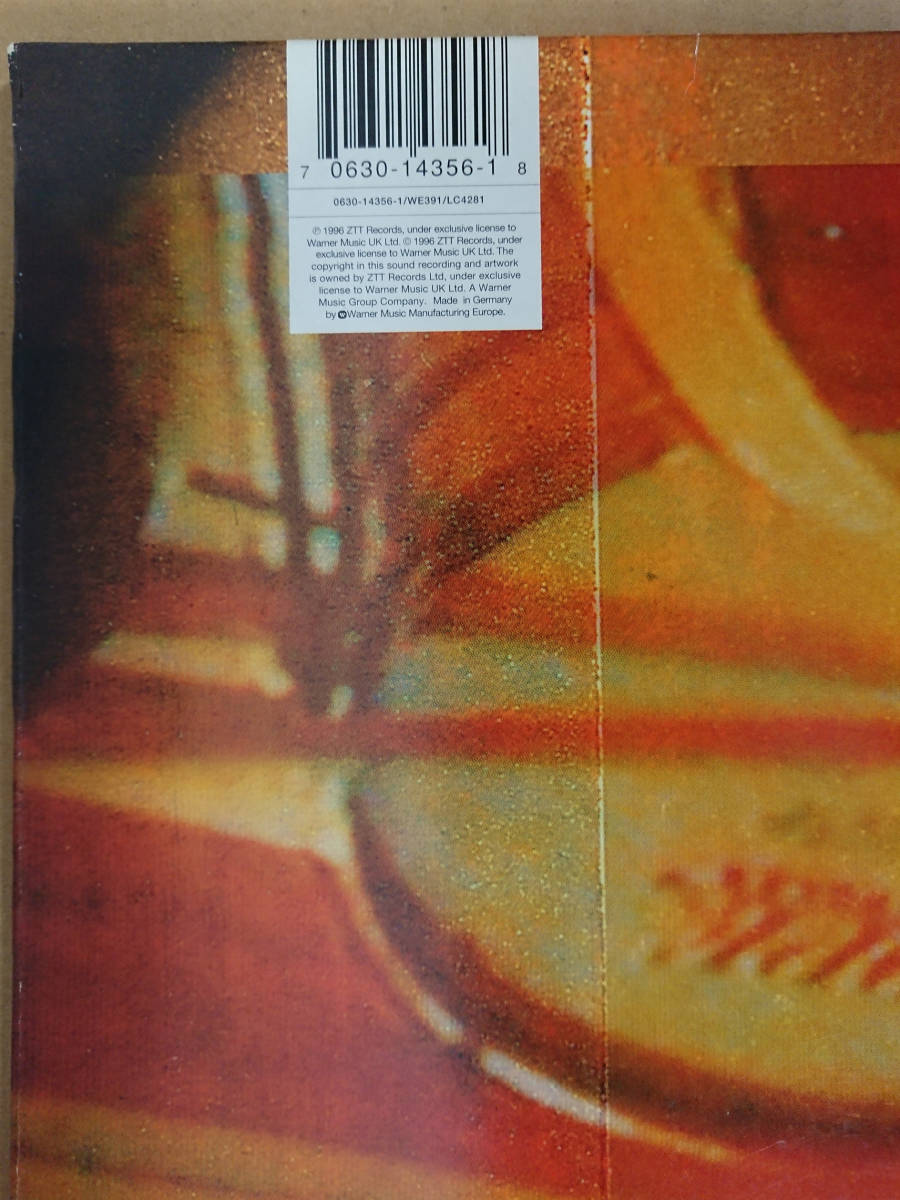 7 0630-14356-1 8
0630-14356-1/WE391/LC4281
℗ 1996 ZTT Records, under exclusive license to
Warner Music UK Ltd. © 1996 ZTT Records, under
exclusive license to Warner Music UK Ltd. The
copyright in this sound recording and artwork
is owned by ZTT Records Ltd, under exclusive
license to Warner Music UK Ltd. A Warner
Music Group Company. Made in Germany
by Warner Music Manufacturing Europe.